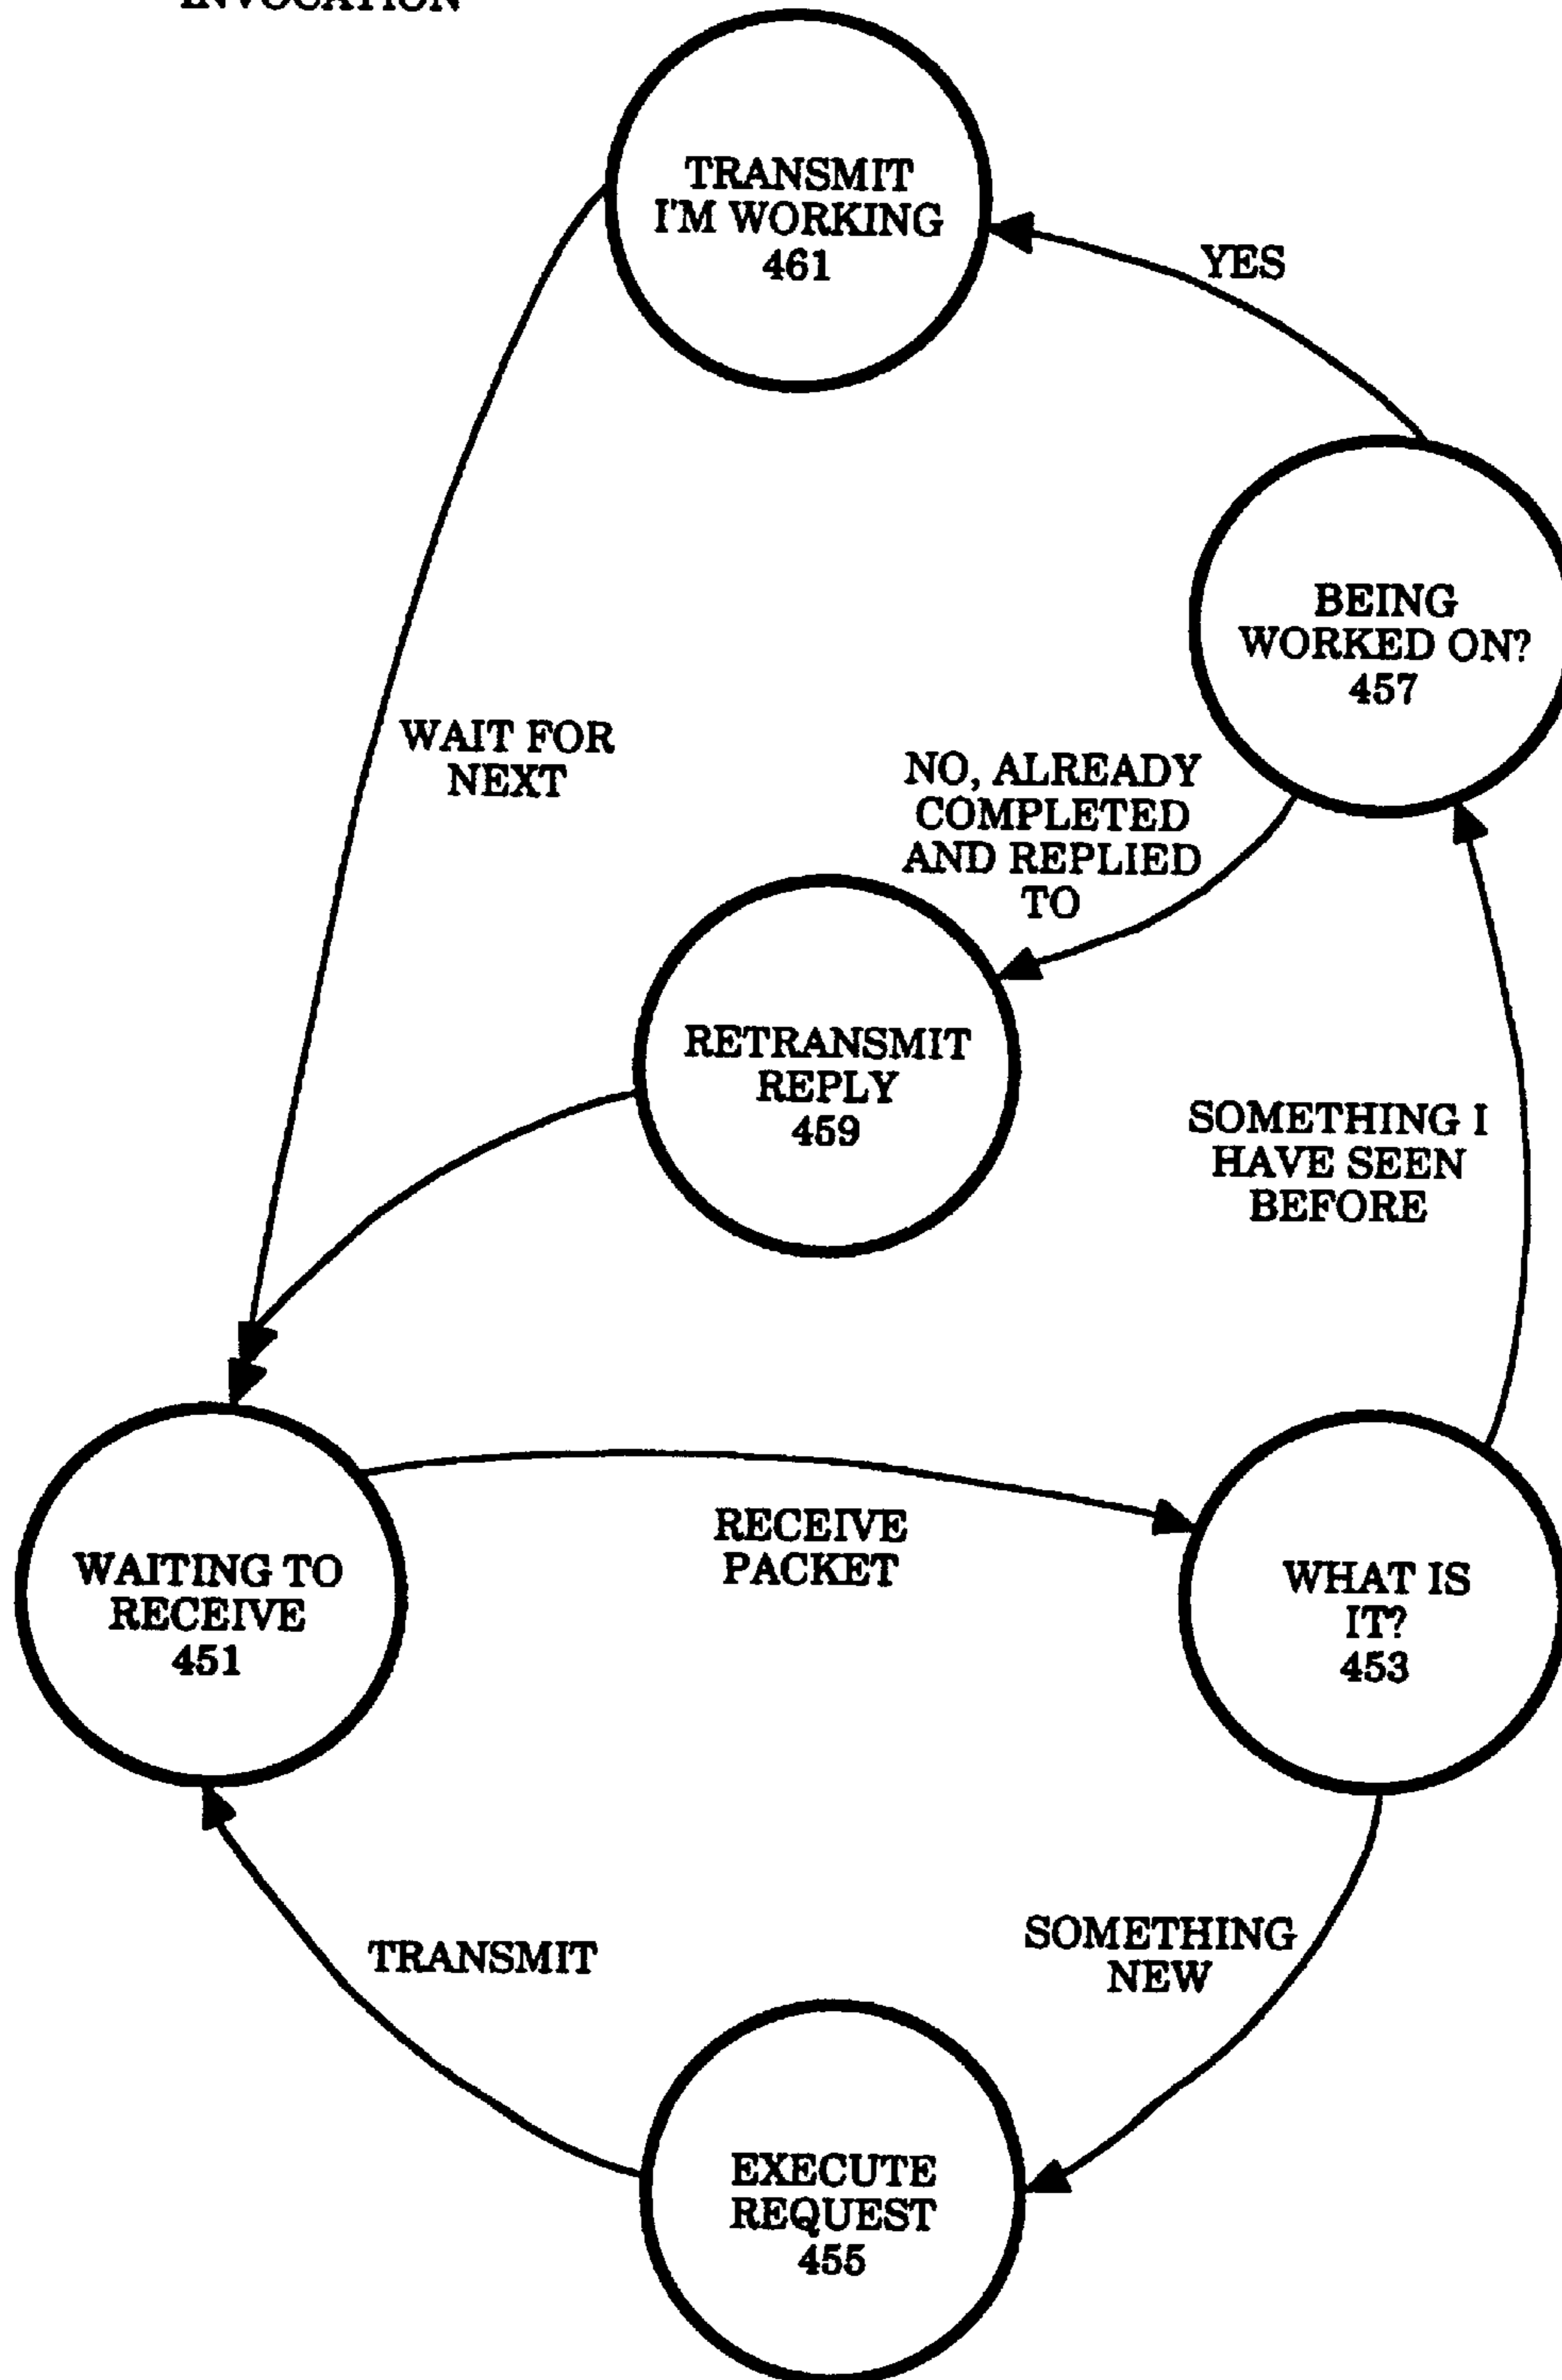 INVOCATION
TRANSMIT
I'M WORKING
461
YES
BEING
WORKED ON?
457
WAIT FOR
NEXT
NO, ALREADY
COMPLETED
AND REPLIED
TO
RETRANSMIT
REPLY
459
SOMETHING I
HAVE SEEN
BEFORE
RECEIVE
PACKET
WAITING TO
RECEIVE
451
WHAT IS
IT?
453
TRANSMIT
SOMETHING
NEW
EXECUTE
REQUEST
455